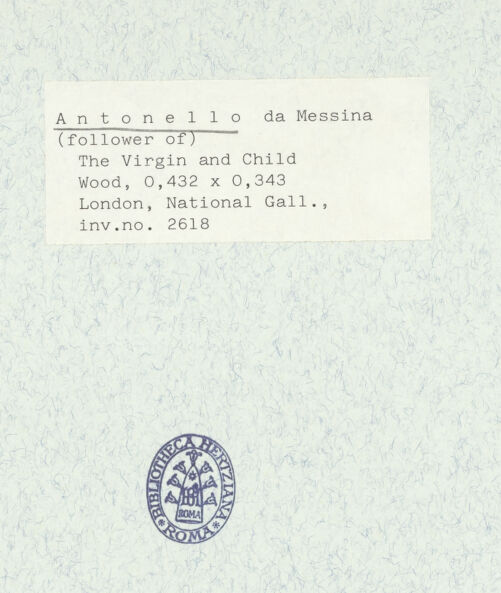 A n t o n e l l o da Messina
(follower of)
The Virgin and Child
Wood, 0,432 x 0,343
London, National Gall.,
inv.no. 2618
BIBLIOTHECA HERTZIANA
ROMA
* ROMA *